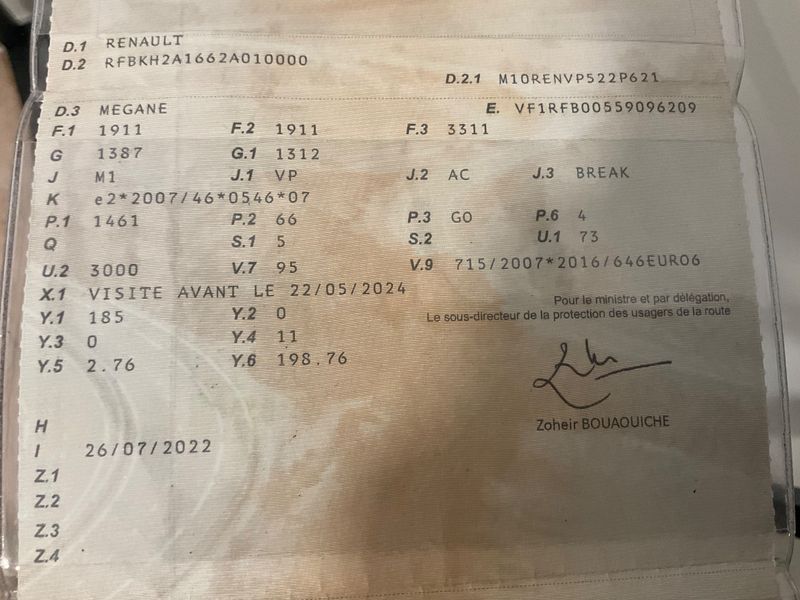 D.1 RENAULT
D.2 RFBKH2A1662A010000
D.2.1 M10RENVP522P621
D.3 MEGANE E. VF1RFB00559096209
F.1 1911 F.2 1911 F.3 3311
G 1387 G.1 1312
J M1 J.1 VP J.2 AC J.3 BREAK
K e2*2007/46*0546*07
P.1 1461 P.2 66 P.3 GO P.6 4
Q S.1 5 S.2 U.1 73
U.2 3000 V.7 95 V.9 715/2007*2016/646EURO6
X.1 VISITE AVANT LE 22/05/2024
Pour le ministre et par délégation,
Y.1 185 Y.2 0
Le sous-directeur de la protection des usagers de la route
Y.3 0 Y.4 11
Y.5 2.76 Y.6 198.76
Zoheir BOUAOUICHE
H
I 26/07/2022
Z.1
Z.2
Z.3
Z.4